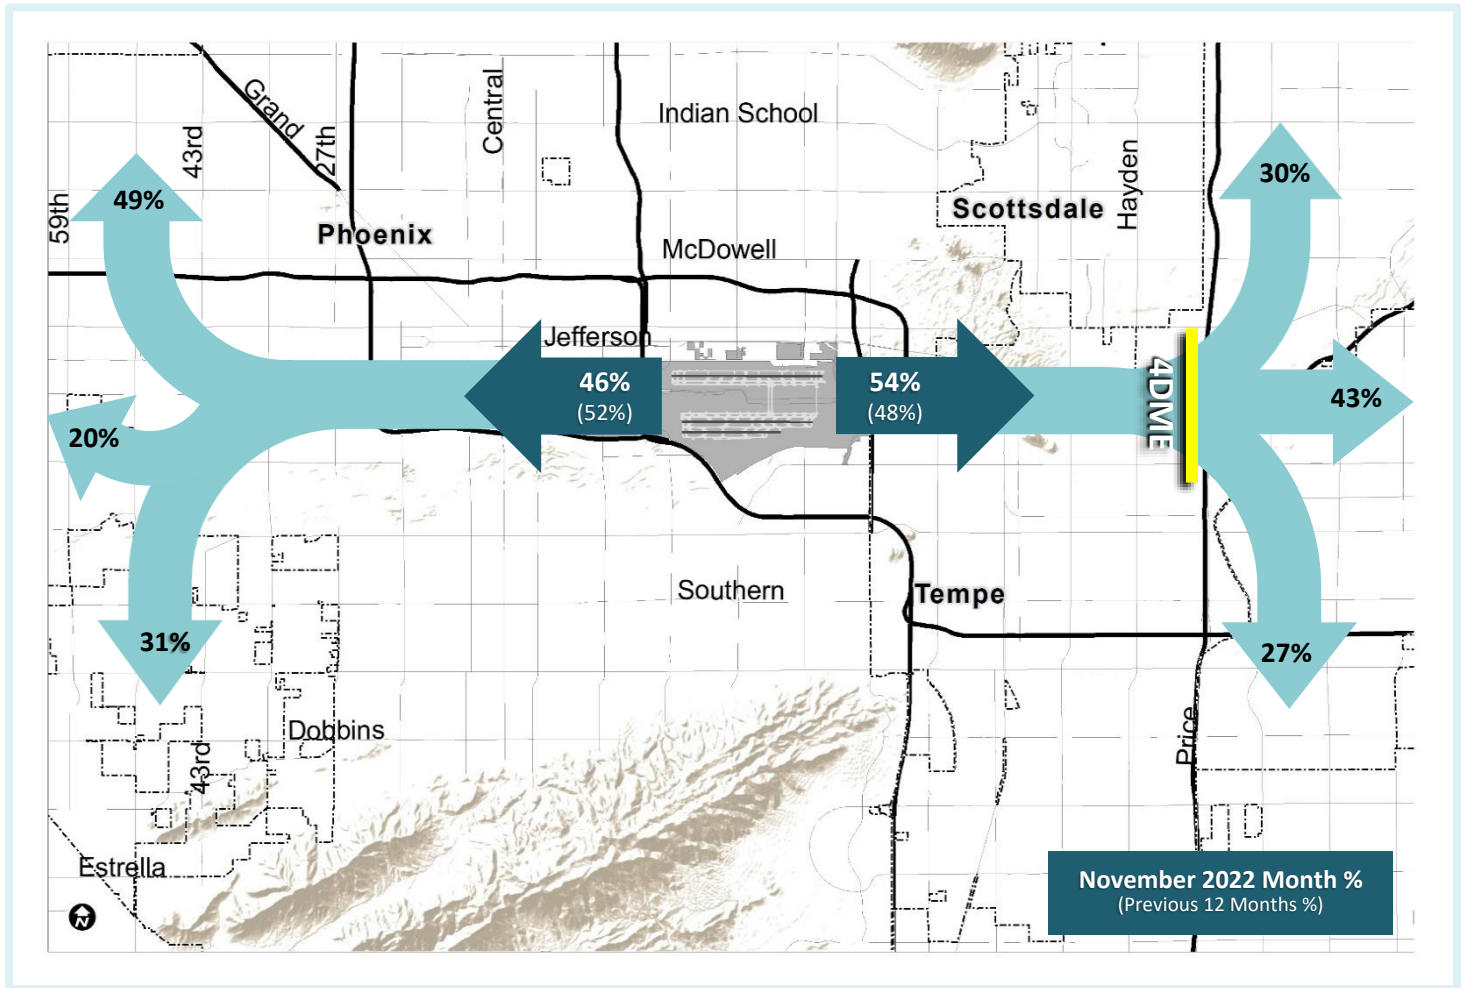 Grand
43rd
27th
Central
Indian School
Hayden
59th
49%
30%
Phoenix
Scottsdale
McDowell
Jefferson
46%
(52%)
54%
(48%)
4DME
43%
20%
Southern
Tempe
31%
27%
Dobbins
43rd
Price
Estrella
N
November 2022 Month %
(Previous 12 Months %)